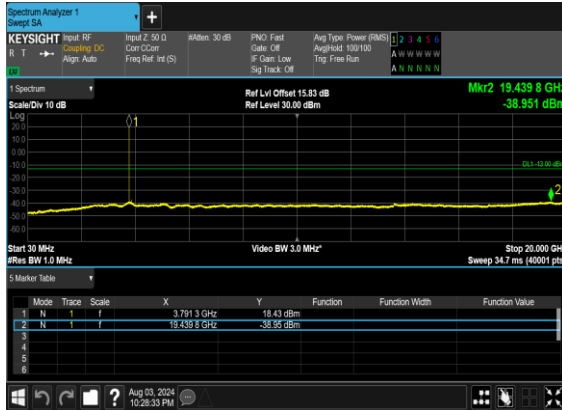 Spectrum Analyzer 1
Swept SA
+
KEYSIGHT Input: RF Input Z: 50 Ω #Atten: 30 dB PNO: Fast Avg Type: Power (RMS) 1 2 3 4 5 6
R T Coupling: DC Corr CCorr Gate: Off Avg|Hold: 100/100 A W W W W W
Align: Auto Freq Ref: Int (S) IF Gain: Low Trig: Free Run
Sig Track: Off A N N N N N
1 Spectrum
Ref Lvl Offset 15.83 dB Mkr2 19.439 8 GHz
Scale/Div 10 dB Ref Level 30.00 dBm -38.951 dBm
Log
20.0
10.0
0.00
-10.0
-20.0
-30.0
-40.0
-50.0
-60.0
1
DL1 -13.00 dBm
2
Start 30 MHz Video BW 3.0 MHz* Stop 20.000 GHz
#Res BW 1.0 MHz Sweep 34.7 ms (40001 pts)
5 Marker Table
Mode Trace Scale X Y Function Function Width Function Value
1 N 1 f 3.791 3 GHz 18.43 dBm
2 N 1 f 19.439 8 GHz -38.95 dBm
3
4
5
6
? Aug 03, 2024
10:28:33 PM